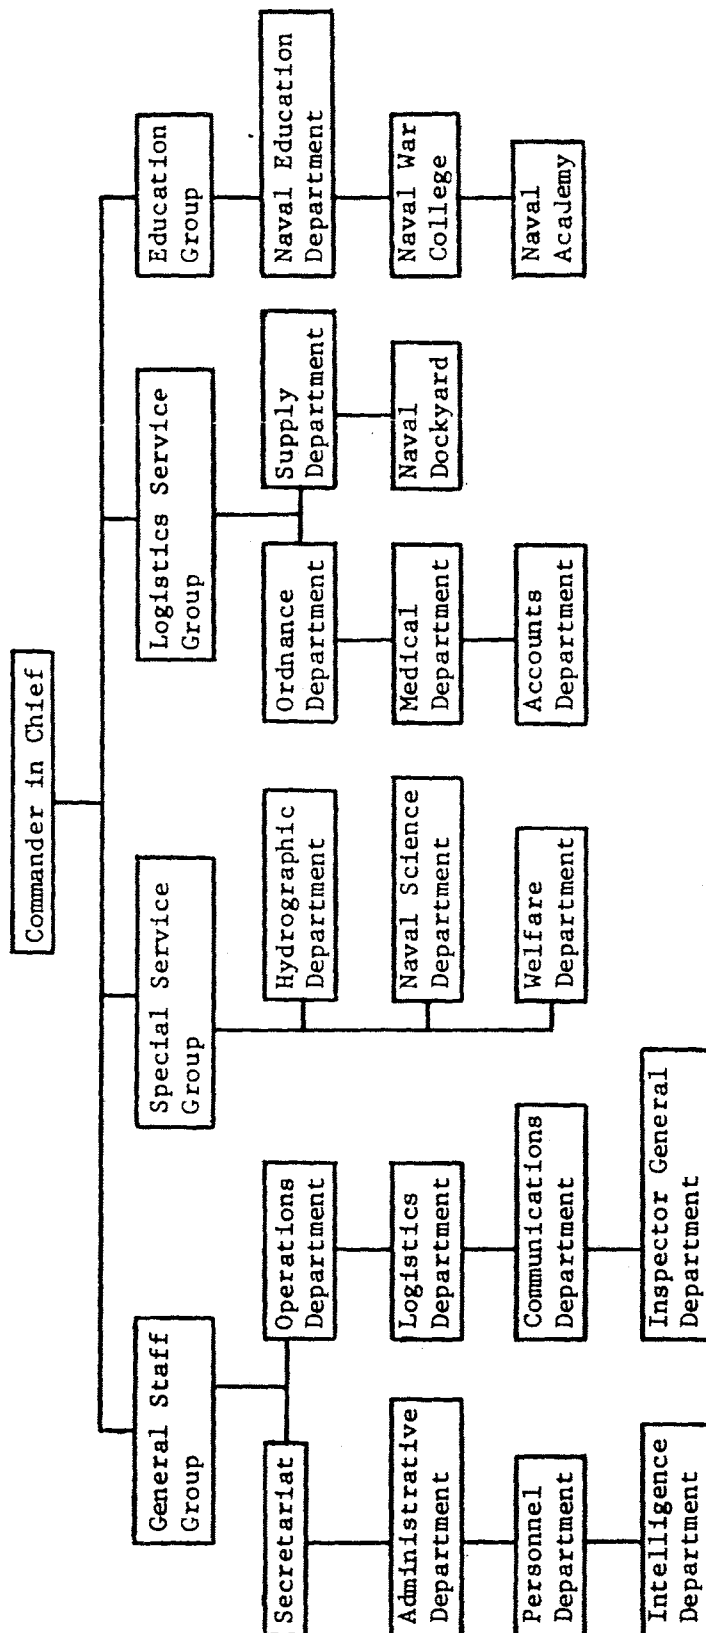 Commander in Chief
General Staff
Group
Special Service
Group
Logistics Service
Group
Education
Group
Secretariat
Operations
Department
Hydrographic
Department
Ordnance
Department
Supply
Department
Naval Education
Department
Administrative
Department
Logistics
Department
Naval Science
Department
Medical
Department
Naval
Dockyard
Naval War
College
Personnel
Department
Communications
Department
Welfare
Department
Accounts
Department
Naval
Academy
Intelligence
Department
Inspector General
Department